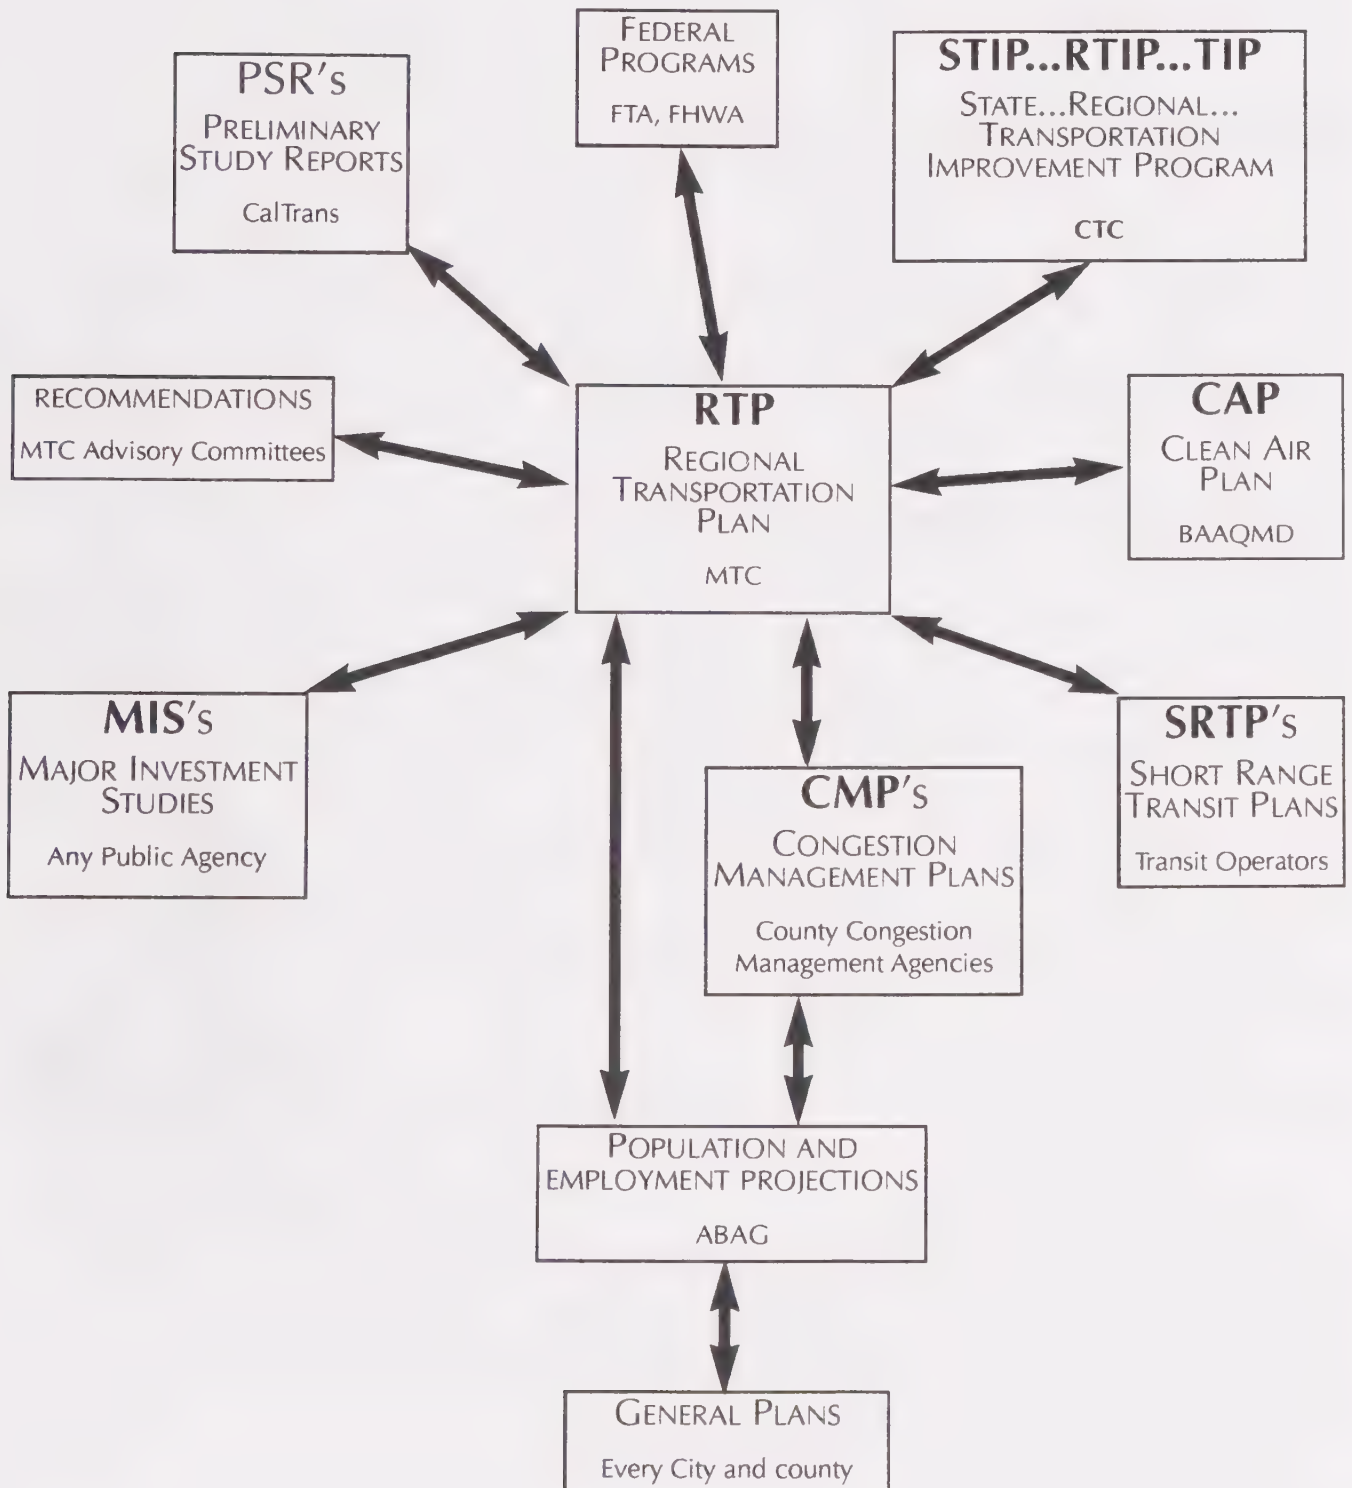 PSR's
PRELIMINARY
STUDY REPORTS
CalTrans
FEDERAL
PROGRAMS
FTA, FHWA
STIP...RTIP...TIP
STATE...REGIONAL...
TRANSPORTATION
IMPROVEMENT PROGRAM
CTC
RECOMMENDATIONS
MTC Advisory Committees
RTP
REGIONAL
TRANSPORTATION
PLAN
MTC
CAP
CLEAN AIR
PLAN
BAAQMD
MIS's
MAJOR INVESTMENT
STUDIES
Any Public Agency
CMP's
CONGESTION
MANAGEMENT PLANS
County Congestion
Management Agencies
SRTP's
SHORT RANGE
TRANSIT PLANS
Transit Operators
POPULATION AND
EMPLOYMENT PROJECTIONS
ABAG
GENERAL PLANS
Every City and county